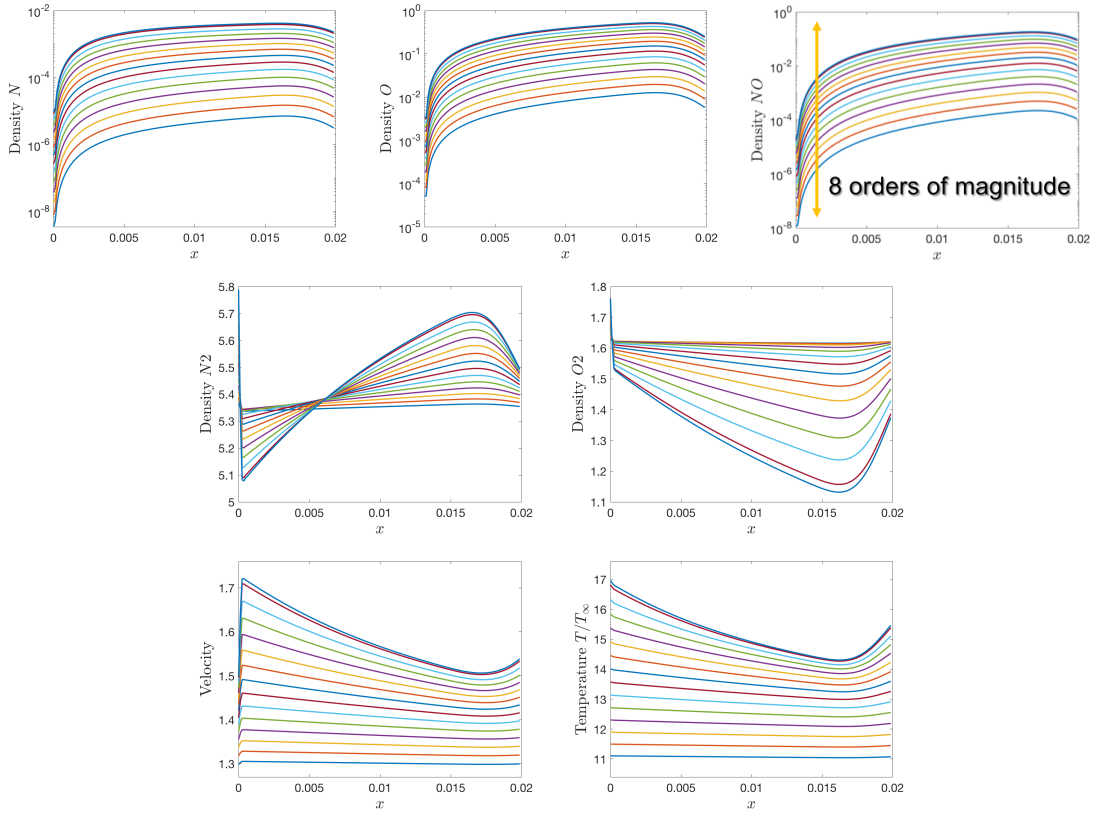 10^-2
10^-4
10^-6
10^-8
Density N
0 0.005 0.01 0.015 0.02
x
10^0
10^-1
10^-2
10^-3
10^-4
10^-5
Density O
0 0.005 0.01 0.015 0.02
x
10^0
10^-2
10^-4
10^-6
10^-8
Density NO
8 orders of magnitude
0 0.005 0.01 0.015 0.02
x
5.8
5.7
5.6
5.5
5.4
5.3
5.2
5.1
5
Density N2
0 0.005 0.01 0.015 0.02
x
1.8
1.7
1.6
1.5
1.4
1.3
1.2
1.1
Density O2
0 0.005 0.01 0.015 0.02
x
1.7
1.6
1.5
1.4
1.3
Velocity
0 0.005 0.01 0.015 0.02
x
17
16
15
14
13
12
11
Temperature T/T∞
0 0.005 0.01 0.015 0.02
x